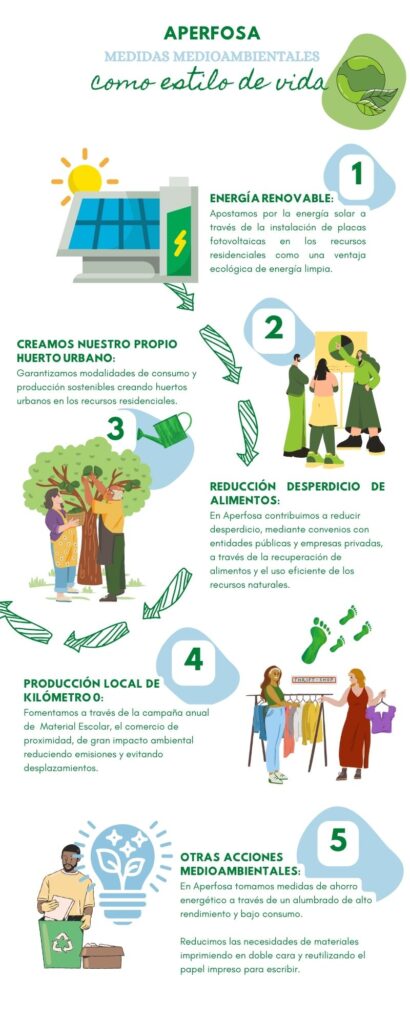 APERFOSA
MEDIDAS MEDIOAMBIENTALES
como estilo de vida
1
ENERGÍA RENOVABLE:
Apostamos por la energía solar a
través de la instalación de placas
fotovoltaicas en los recursos
residenciales como una ventaja
ecológica de energía limpia.
2
CREAMOS NUESTRO PROPIO
HUERTO URBANO:
Garantizamos modalidades de consumo y
producción sostenibles creando huertos
urbanos en los recursos residenciales.
3
REDUCCIÓN DESPERDICIO DE
ALIMENTOS:
En Aperfosa contribuimos a reducir
desperdicio, mediante convenios con
entidades públicas y empresas privadas,
a través de la recuperación de
alimentos y el uso eficiente de los
recursos naturales.
4
THRIFT SHOP
PRODUCCIÓN LOCAL DE
KILÓMETRO 0:
Fomentamos a través de la campaña anual
de Material Escolar, el comercio de
proximidad, de gran impacto ambiental
reduciendo emisiones y evitando
desplazamientos.
5
OTRAS ACCIONES
MEDIOAMBIENTALES:
En Aperfosa tomamos medidas de ahorro
energético a través de un alumbrado de alto
rendimiento y bajo consumo.
Reducimos las necesidades de materiales
imprimiendo en doble cara y reutilizando el
papel impreso para escribir.